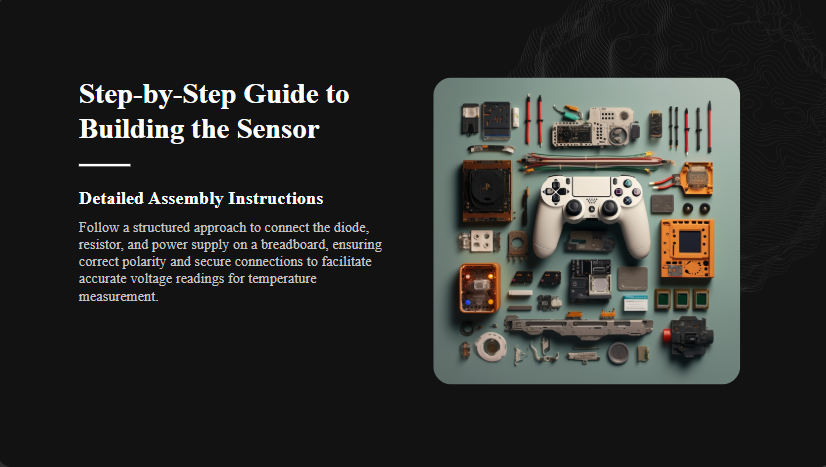 Step-by-Step Guide to
Building the Sensor
Detailed Assembly Instructions
Follow a structured approach to connect the diode,
resistor, and power supply on a breadboard, ensuring
correct polarity and secure connections to facilitate
accurate voltage readings for temperature
measurement.